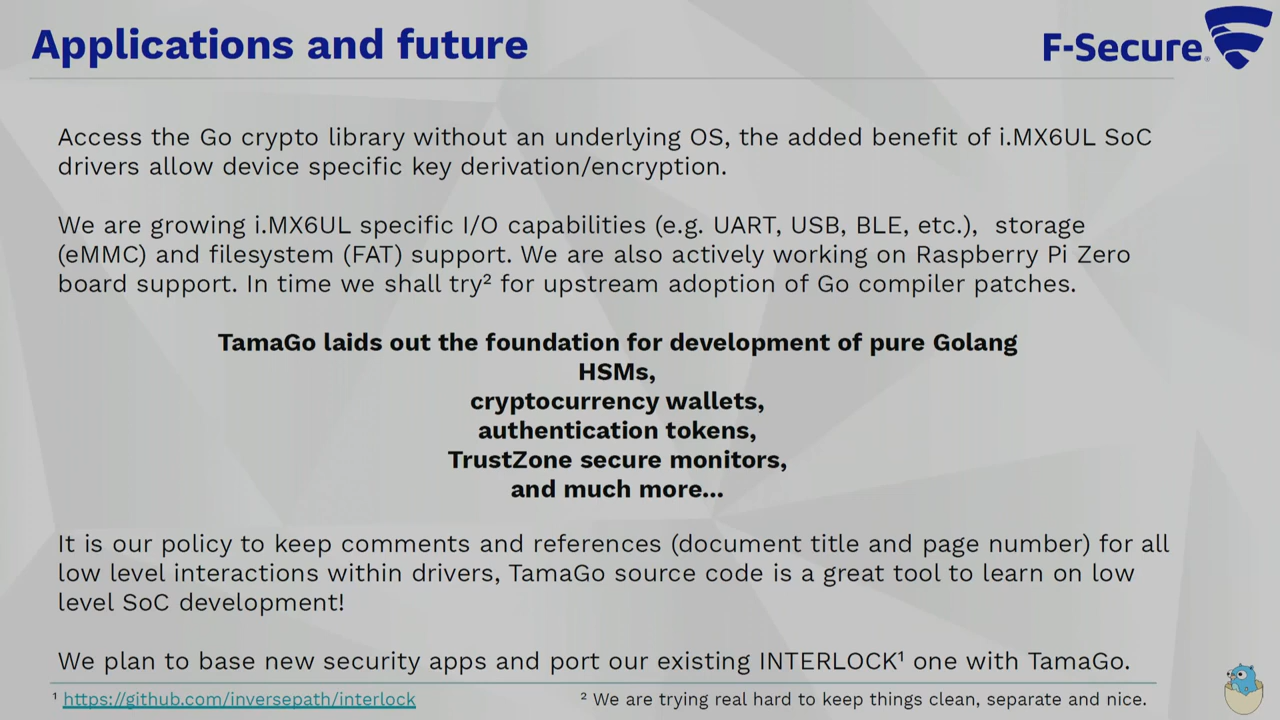 Applications and future
F-Secure®
Access the Go crypto library without an underlying OS, the added benefit of i.MX6UL SoC
drivers allow device specific key derivation/encryption.
We are growing i.MX6UL specific I/O capabilities (e.g. UART, USB, BLE, etc.),  storage
(eMMC) and filesystem (FAT) support. We are also actively working on Raspberry Pi Zero
board support. In time we shall try² for upstream adoption of Go compiler patches.
TamaGo laids out the foundation for development of pure Golang
HSMs,
cryptocurrency wallets,
authentication tokens,
TrustZone secure monitors,
and much more...
It is our policy to keep comments and references (document title and page number) for all
low level interactions within drivers, TamaGo source code is a great tool to learn on low
level SoC development!
We plan to base new security apps and port our existing INTERLOCK¹ one with TamaGo.
¹ https://github.com/inversepath/interlock
² We are trying real hard to keep things clean, separate and nice.